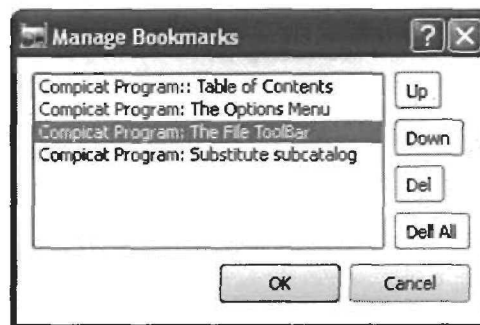 Manage Bookmarks
?
X
Compicat Program:: Table of Contents
Compicat Program: The Options Menu
Compicat Program: The File ToolBar
Compicat Program: Substitute subcatalog
Up
Down
Del
Dell All
OK
Cancel